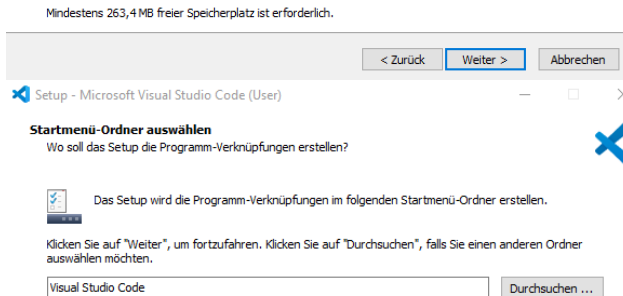 Mindestens 263,4 MB freier Speicherplatz ist erforderlich.
< Zurück Weiter > Abbrechen
Setup - Microsoft Visual Studio Code (User)
Startmenü-Ordner auswählen
Wo soll das Setup die Programm-Verknüpfungen erstellen?
Das Setup wird die Programm-Verknüpfungen im folgenden Startmenü-Ordner erstellen.
Klicken Sie auf "Weiter", um fortzufahren. Klicken Sie auf "Durchsuchen", falls Sie einen anderen Ordner
auswählen möchten.
Visual Studio Code Durchsuchen ...